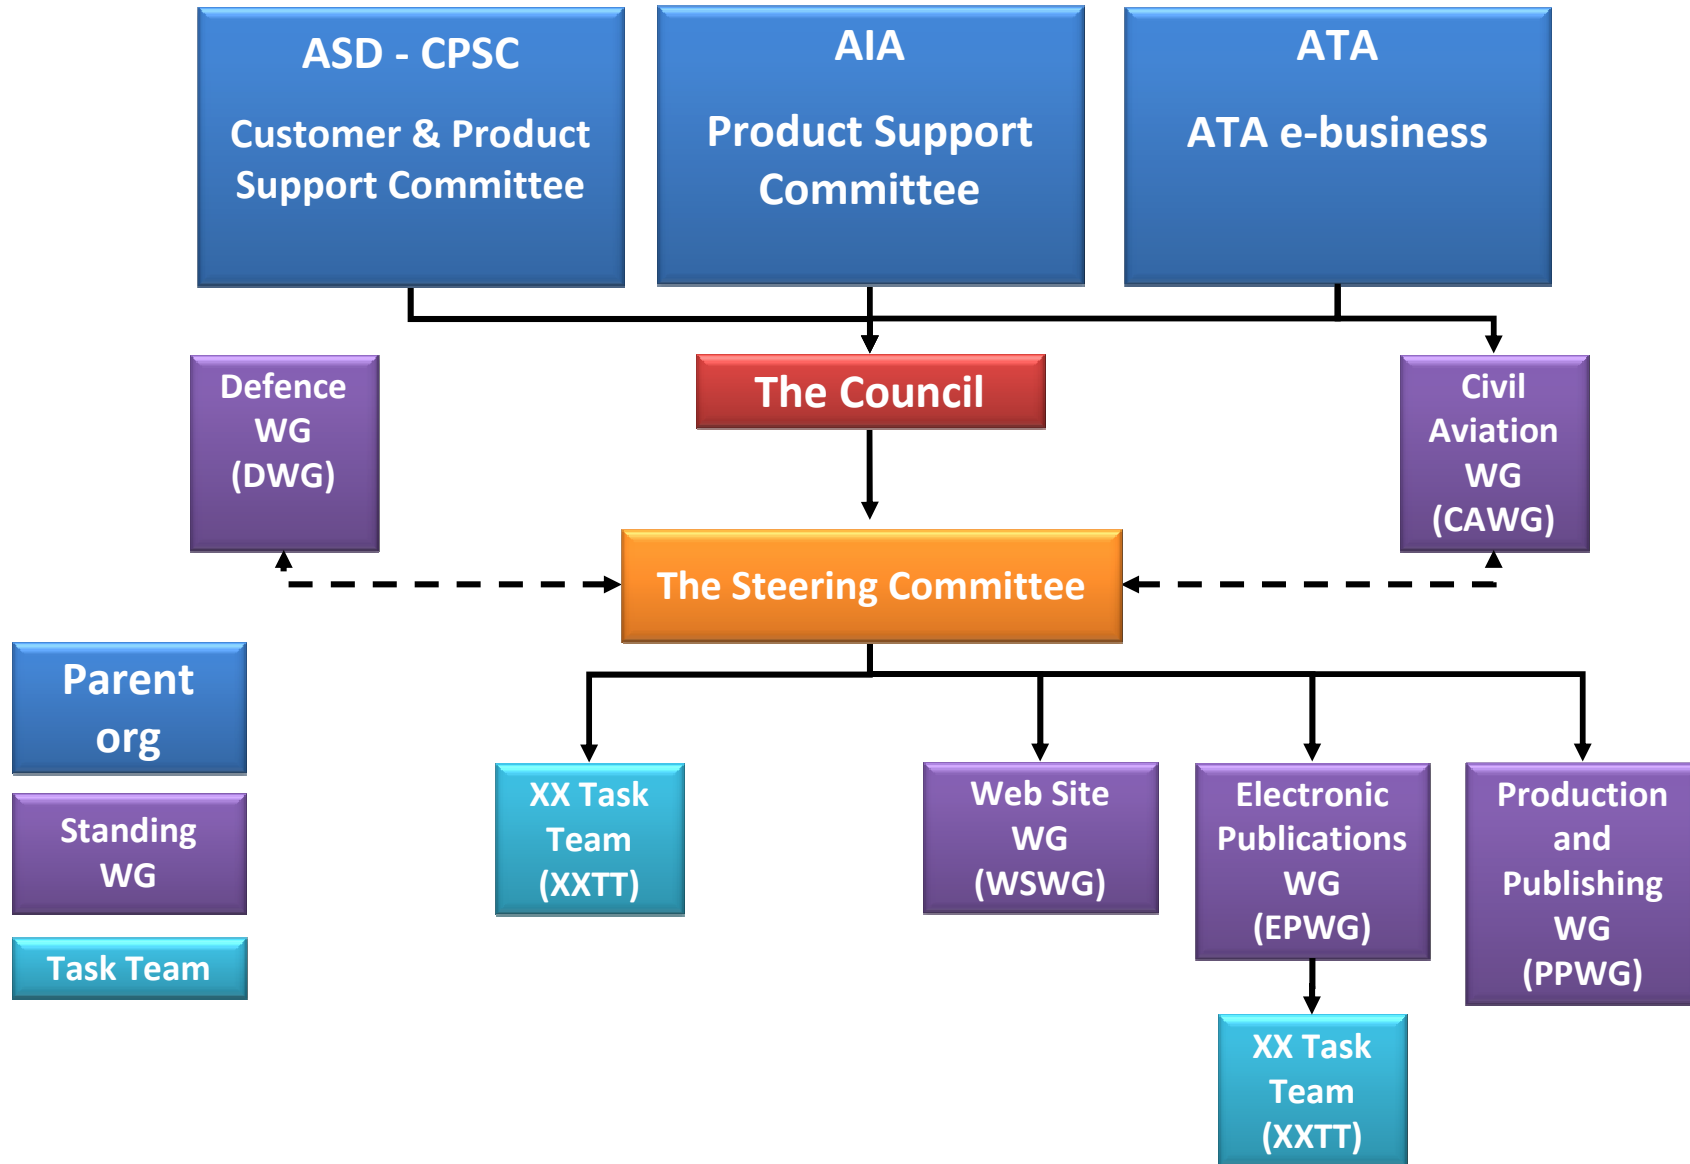 ASD - CPSC
Customer & Product
Support Committee
AIA
Product Support
Committee
ATA
ATA e-business
Defence
WG
(DWG)
The Council
Civil
Aviation
WG
(CAWG)
The Steering Committee
Parent
org
Standing
WG
Task Team
XX Task
Team
(XXTT)
Web Site
WG
(WSWG)
Electronic
Publications
WG
(EPWG)
Production
and
Publishing
WG
(PPWG)
XX Task
Team
(XXTT)